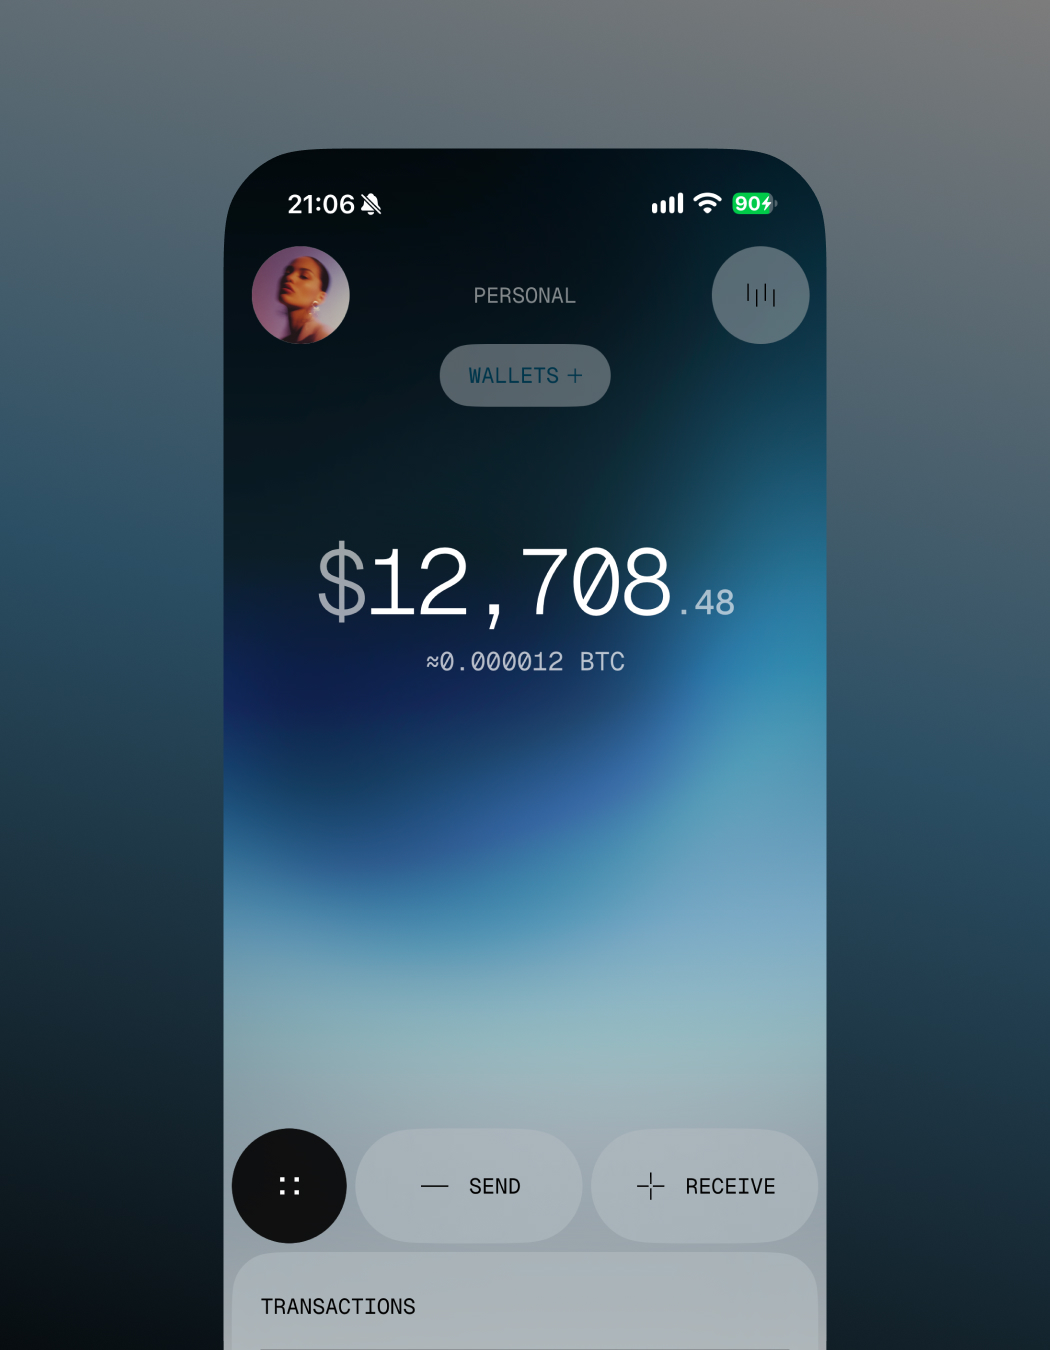 21:06
90
PERSONAL
WALLETS +
$12,708.48
≈0.000012 BTC
SEND
RECEIVE
TRANSACTIONS